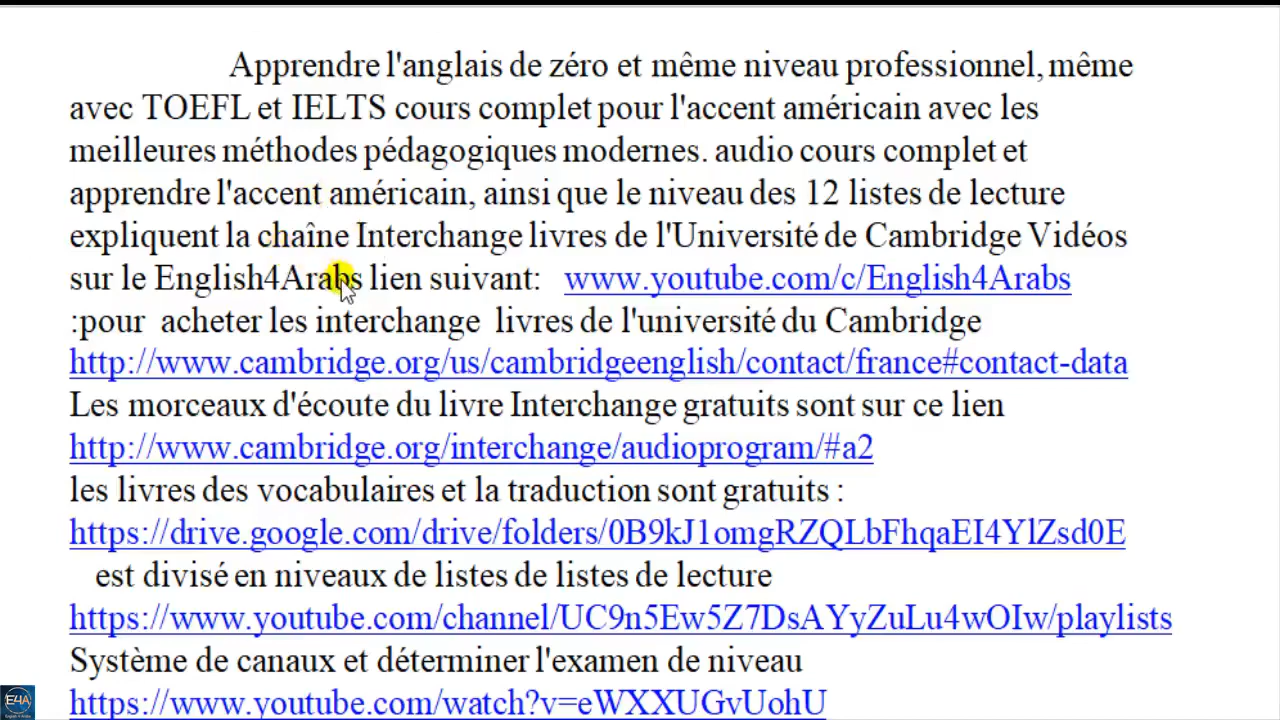 Apprendre l'anglais de zéro et même niveau professionnel, même
avec TOEFL et IELTS cours complet pour l'accent américain avec les
meilleures méthodes pédagogiques modernes. audio cours complet et
apprendre l'accent américain, ainsi que le niveau des 12 listes de lecture
expliquent la chaîne Interchange livres de l'Université de Cambridge Vidéos
sur le English4Arabs lien suivant: www.youtube.com/c/English4Arabs
:pour acheter les interchange livres de l'université du Cambridge
http://www.cambridge.org/us/cambridgeenglish/contact/france#contact-data
Les morceaux d'écoute du livre Interchange gratuits sont sur ce lien
http://www.cambridge.org/interchange/audioprogram/#a2
les livres des vocabulaires et la traduction sont gratuits :
https://drive.google.com/drive/folders/0B9kJ1omgRZQLbFhqaEI4YlZsd0E
est divisé en niveaux de listes de listes de lecture
https://www.youtube.com/channel/UC9n5Ew5Z7DsAYyZuLu4wOIw/playlists
Système de canaux et déterminer l'examen de niveau
https://www.youtube.com/watch?v=eWXXUGvUohU
E4A